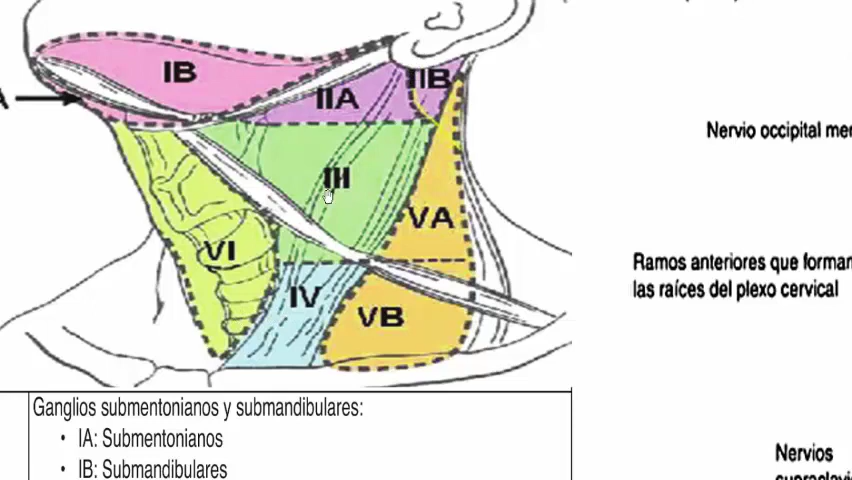 IB
IIB
IIA
A
III
VA
VI
IV
VB
Ganglios submentonianos y submandibulares:
• IA: Submentonianos
• IB: Submandibulares
Nervio occipital
Ramos anteriores que forman
las raíces del plexo cervical
Nervios